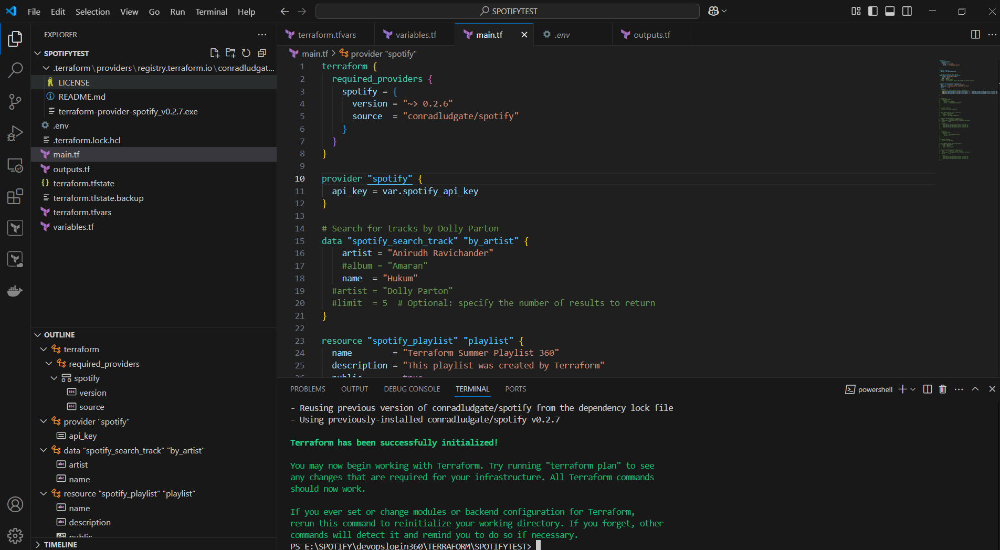 File Edit Selection View Go Run Terminal Help
SPOTIFYTEST
EXPLORER
SPOTIFYTEST
.terraform\providers\registry.terraform.io\conradludgat...
LICENSE
README.md
terraform-provider-spotify_v0.2.7.exe
.env
.terraform.lock.hcl
main.tf
outputs.tf
terraform.tfstate
terraform.tfstate.backup
terraform.tfvars
variables.tf
OUTLINE
terraform
required_providers
spotify
version
source
provider "spotify"
api_key
data "spotify_search_track" "by_artist"
artist
name
resource "spotify_playlist" "playlist"
name
description
public
TIMELINE
terraform.tfvars variables.tf main.tf .env outputs.tf
main.tf > provider "spotify"
1 terraform {
2 required_providers {
3 spotify = {
4 version = "~> 0.2.6"
5 source = "conradludgate/spotify"
6 }
7 }
8 }
9
10 provider "spotify" {
11 api_key = var.spotify_api_key
12 }
13
14 # Search for tracks by Dolly Parton
15 data "spotify_search_track" "by_artist" {
16 artist = "Anirudh Ravichander"
17 #album = "Amaran"
18 name = "Hukum"
19 #artist = "Dolly Parton"
20 #limit = 5 # Optional: specify the number of results to return
21 }
22
23 resource "spotify_playlist" "playlist" {
24 name = "Terraform Summer Playlist 360"
25 description = "This playlist was created by Terraform"
26 public true
PROBLEMS OUTPUT DEBUG CONSOLE TERMINAL PORTS
powershell
- Reusing previous version of conradludgate/spotify from the dependency lock file
- Using previously-installed conradludgate/spotify v0.2.7
Terraform has been successfully initialized!
You may now begin working with Terraform. Try running "terraform plan" to see
any changes that are required for your infrastructure. All Terraform commands
should now work.
If you ever set or change modules or backend configuration for Terraform,
rerun this command to reinitialize your working directory. If you forget, other
commands will detect it and remind you to do so if necessary.
PS E:\SPOTIFY\devopslogin360\TERRAFORM\SPOTIFYTEST>